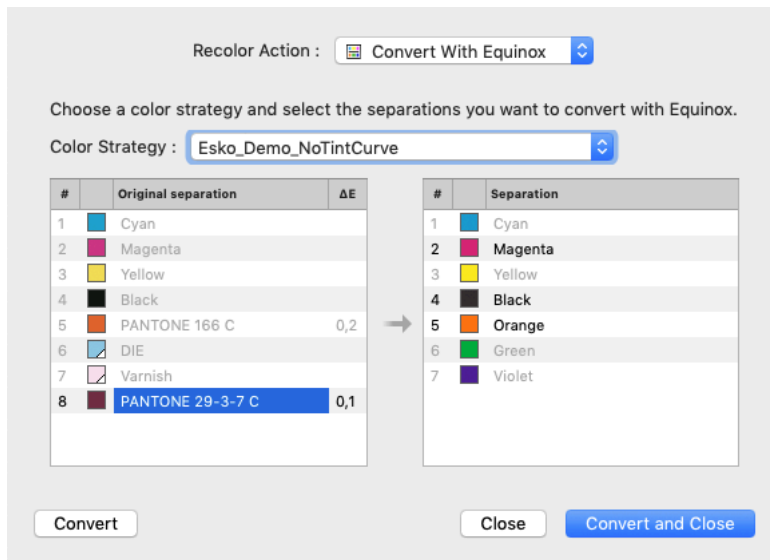 Recolor Action : Convert With Equinox
Choose a color strategy and select the separations you want to convert with Equinox.
Color Strategy : Esko_Demo_NoTintCurve
# Original separation ΔE
1 Cyan
2 Magenta
3 Yellow
4 Black
5 PANTONE 166 C 0,2
6 DIE
7 Varnish
8 PANTONE 29-3-7 C 0,1
# Separation
1 Cyan
2 Magenta
3 Yellow
4 Black
5 Orange
6 Green
7 Violet
Convert
Close
Convert and Close